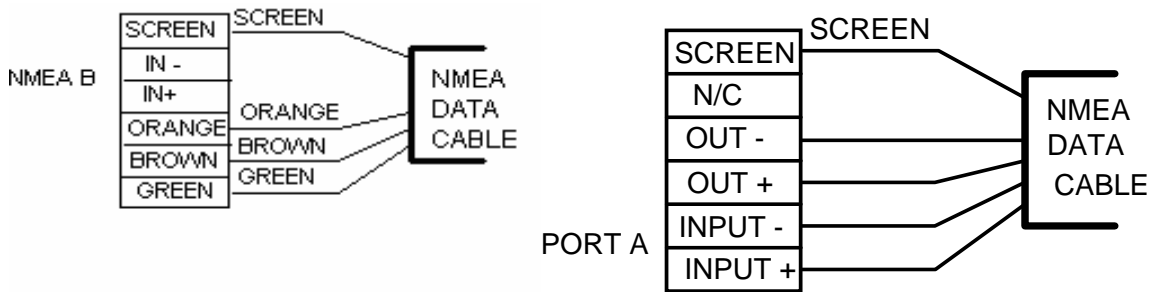 NMEA B
SCREEN
IN -
IN+
ORANGE
BROWN
GREEN
SCREEN
ORANGE
BROWN
GREEN
NMEA
DATA
CABLE
PORT A
SCREEN
N/C
OUT -
OUT +
INPUT -
INPUT +
SCREEN
NMEA
DATA
CABLE